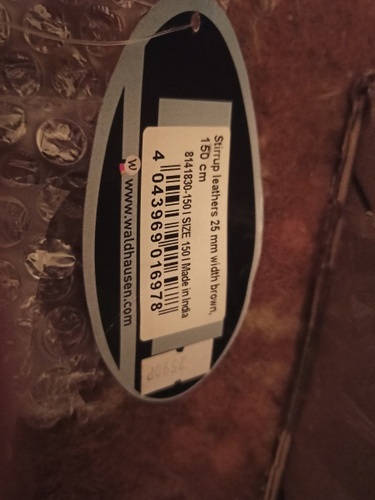 Stirrup leathers 25 mm width brown,
150 cm
8141830-150 | SIZE 150 | Made in India
4 043969 016978
W www.waldhausen.com